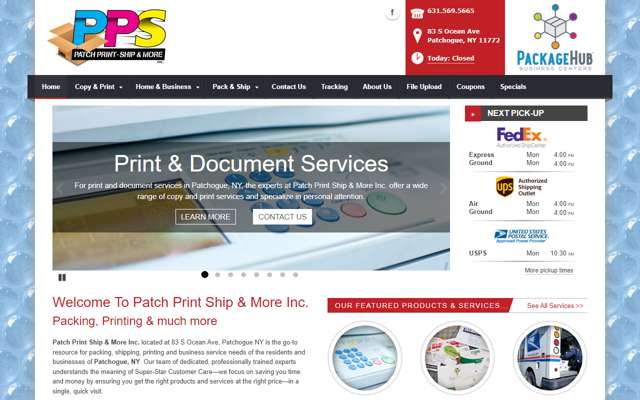 PPS
PATCH PRINT - SHIP & MORE
INC.
f
631.569.5665
83 S Ocean Ave
Patchogue, NY 11772
Today: Closed
PACKAGEHUB
BUSINESS CENTERS
Home
Copy & Print
Home & Business
Pack & Ship
Contact Us
Tracking
About Us
File Upload
Coupons
Specials
Print & Document Services
For print and document services in Patchogue, NY, the experts at Patch Print Ship & More Inc. offer a wide
range of copy and print services and specialize in personal attention.
LEARN MORE
CONTACT US
NEXT PICK-UP
FedEx
Authorized ShipCenter
Express Mon 4:00 PM
Ground Mon 4:00 PM
ups
Authorized
Shipping
Outlet
Air Mon 4:00 PM
Ground Mon 4:00 PM
UNITED STATES
POSTAL SERVICE
Approved Postal Provider
USPS Mon 10:30 AM
More pickup times
Welcome To Patch Print Ship & More Inc.
Packing, Printing & much more
Patch Print Ship & More Inc. located at 83 S Ocean Ave, Patchogue NY is the go-to
resource for packing, shipping, printing and business service needs of the residents and
businesses of Patchogue, NY. Our team of dedicated, professionally trained experts
understands the meaning of Super-Star Customer Care—we focus on saving you time
and money by ensuring you get the right products and services at the right price—in a
single, quick visit.
OUR FEATURED PRODUCTS & SERVICES...
See All Services >>